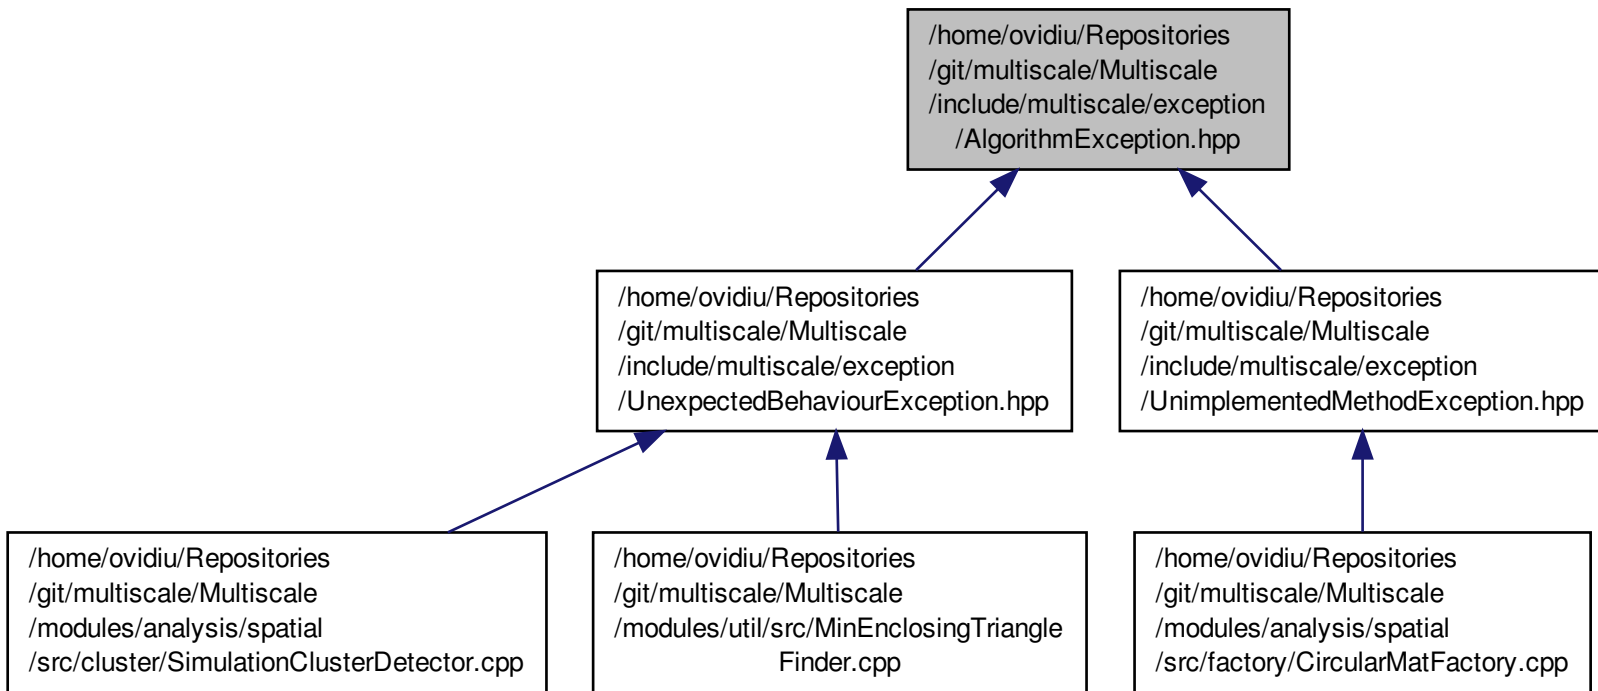 /home/ovidiu/Repositories
/git/multiscale/Multiscale
/include/multiscale/exception
/AlgorithmException.hpp
/home/ovidiu/Repositories
/git/multiscale/Multiscale
/include/multiscale/exception
/UnexpectedBehaviourException.hpp
/home/ovidiu/Repositories
/git/multiscale/Multiscale
/include/multiscale/exception
/UnimplementedMethodException.hpp
/home/ovidiu/Repositories
/git/multiscale/Multiscale
/modules/analysis/spatial
/src/cluster/SimulationClusterDetector.cpp
/home/ovidiu/Repositories
/git/multiscale/Multiscale
/modules/util/src/MinEnclosingTriangle
Finder.cpp
/home/ovidiu/Repositories
/git/multiscale/Multiscale
/modules/analysis/spatial
/src/factory/CircularMatFactory.cpp